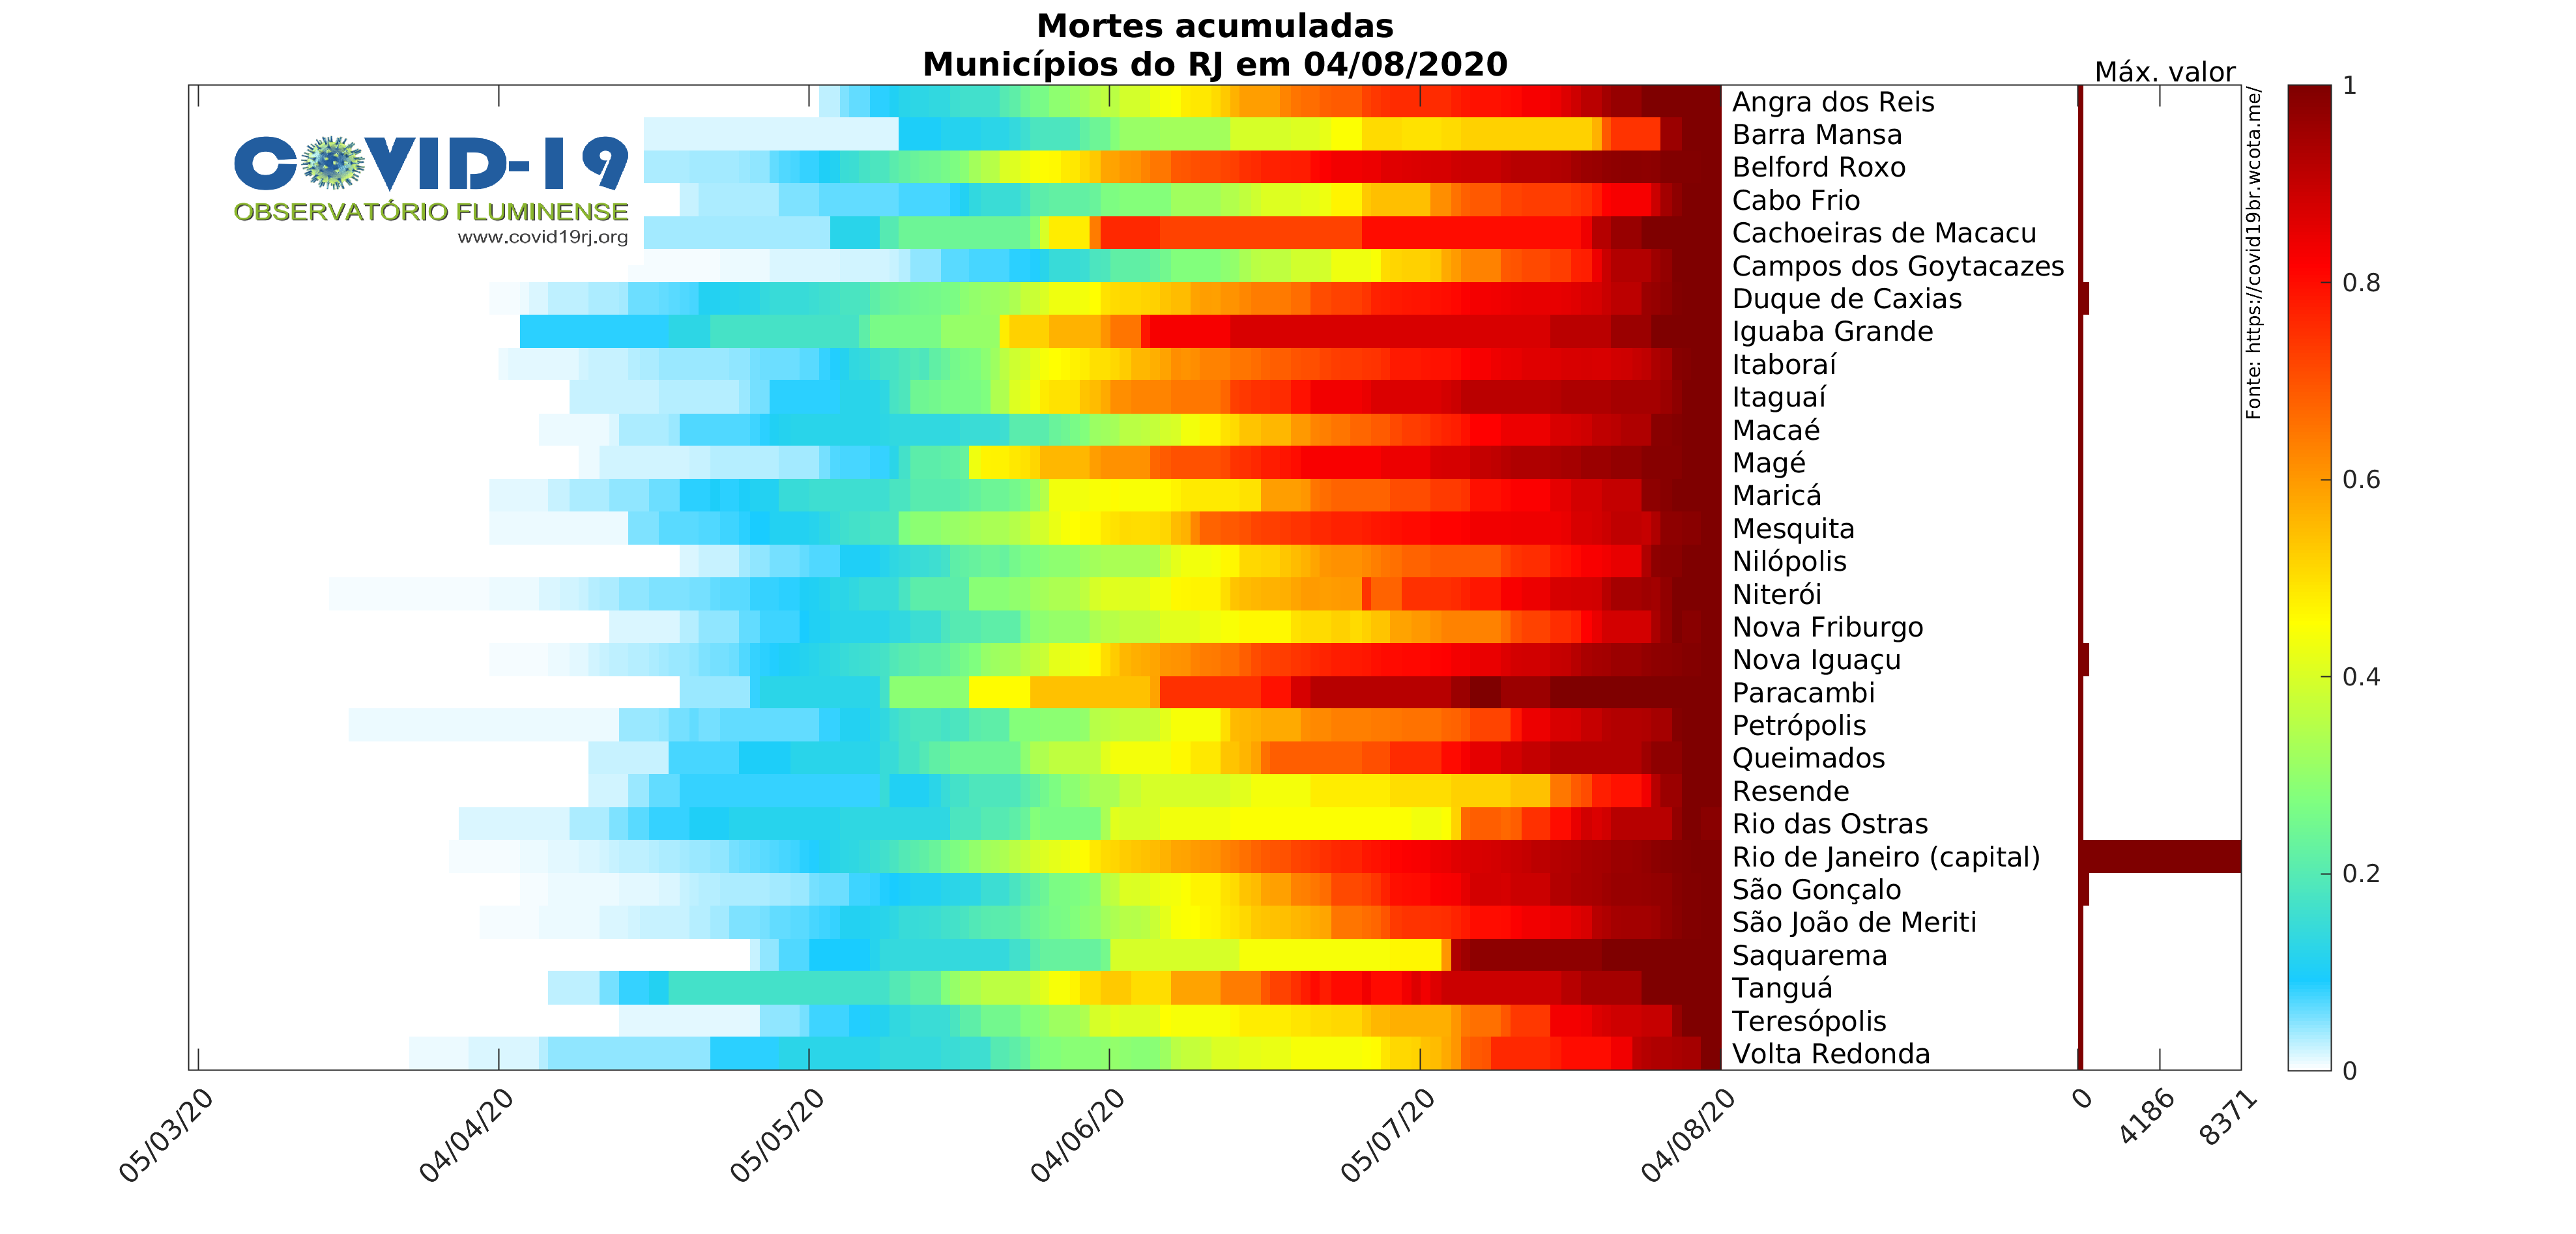 Mortes acumuladas
Municípios do RJ em 04/08/2020
Máx. valor
COVID-19
OBSERVATÓRIO FLUMINENSE
www.covid19rj.org
Angra dos Reis
Barra Mansa
Belford Roxo
Cabo Frio
Cachoeiras de Macacu
Campos dos Goytacazes
Duque de Caxias
Iguaba Grande
Itaboraí
Itaguaí
Macaé
Magé
Maricá
Mesquita
Nilópolis
Niterói
Nova Friburgo
Nova Iguaçu
Paracambi
Petrópolis
Queimados
Resende
Rio das Ostras
Rio de Janeiro (capital)
São Gonçalo
São João de Meriti
Saquarema
Tanguá
Teresópolis
Volta Redonda
Fonte: https://covid19br.wcota.me/
1
0.8
0.6
0.4
0.2
0
05/03/20
04/04/20
05/05/20
04/06/20
05/07/20
04/08/20
0
4186
8371